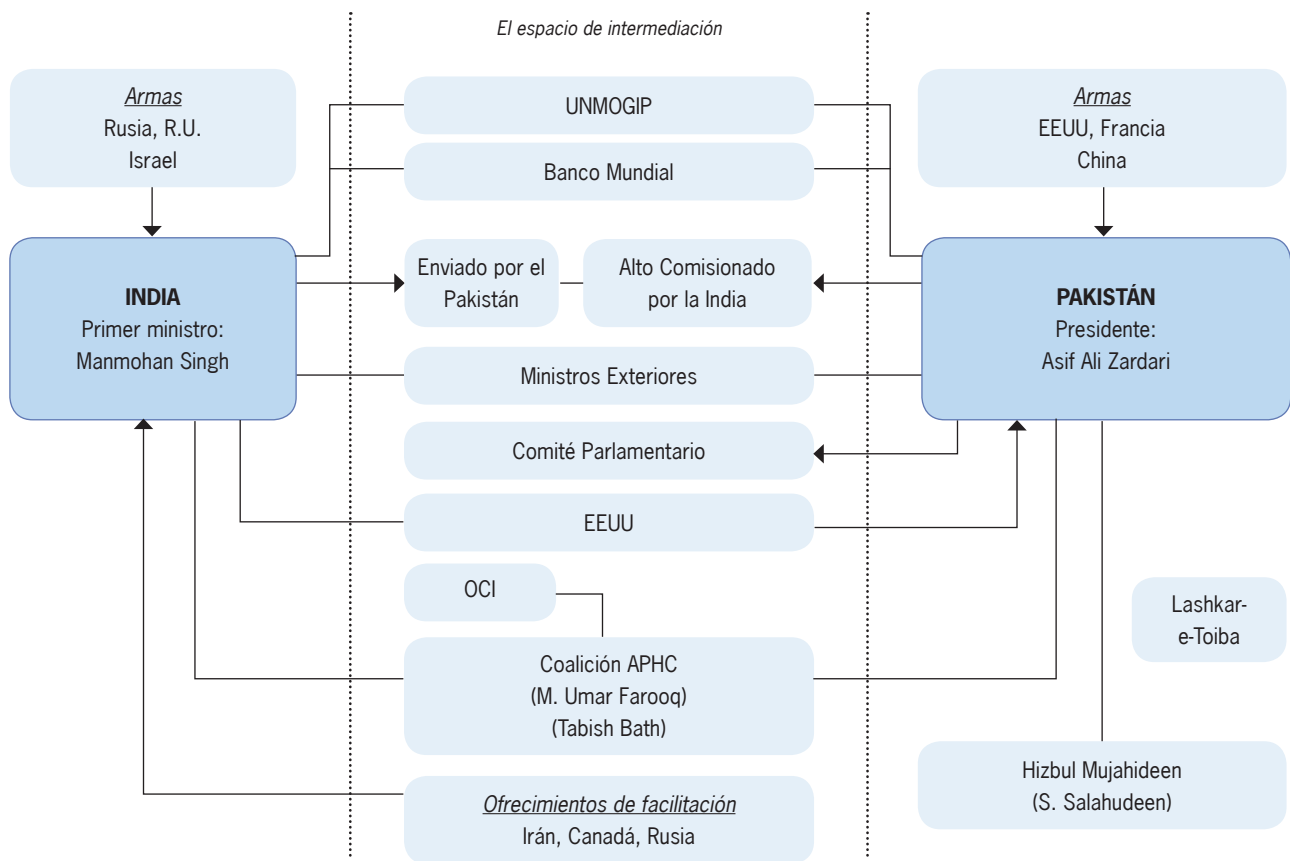 El espacio de intermediación
Armas
Rusia, R.U.
Israel
UNMOGIP
Banco Mundial
Armas
EEUU, Francia
China
INDIA
Primer ministro:
Manmohan Singh
Enviado por el
Pakistán
Alto Comisionado
por la India
PAKISTÁN
Presidente:
Asif Ali Zardari
Ministros Exteriores
Comité Parlamentario
EEUU
OCI
Coalición APHC
(M. Umar Farooq)
(Tabish Bath)
Lashkar-
e-Toiba
Hizbul Mujahideen
(S. Salahudeen)
Ofrecimientos de facilitación
Irán, Canadá, Rusia